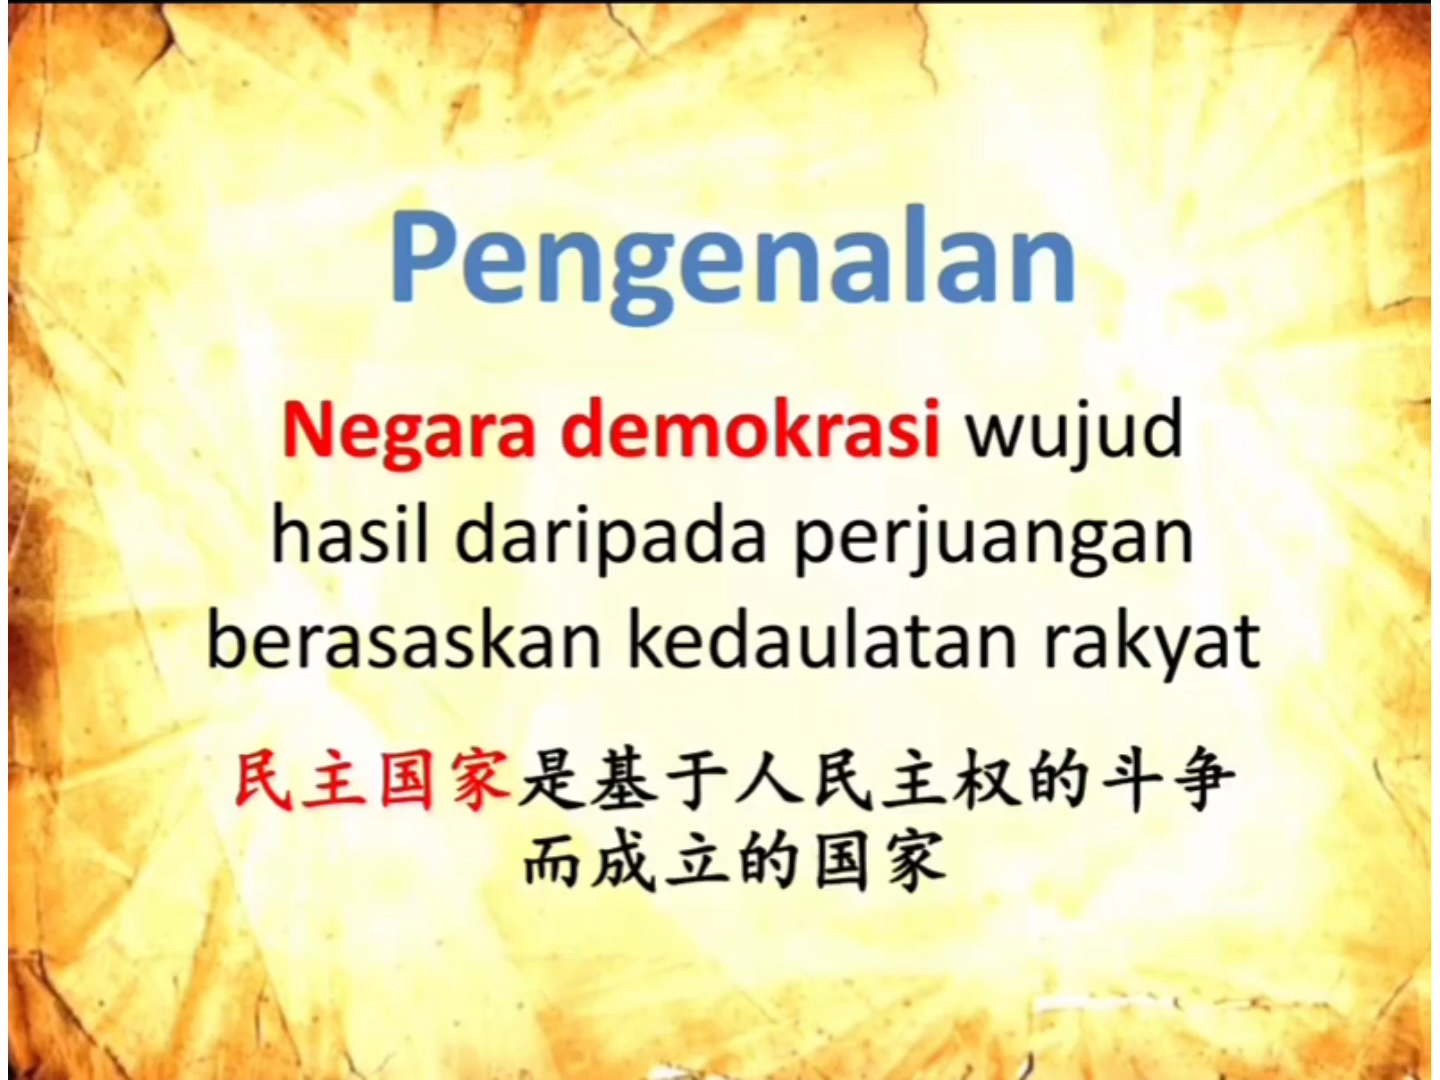 Pengenalan
Negara demokrasi wujud
hasil daripada perjuangan
berasaskan kedaulatan rakyat
民主国家是基于人民主权的斗争
而成立的国家